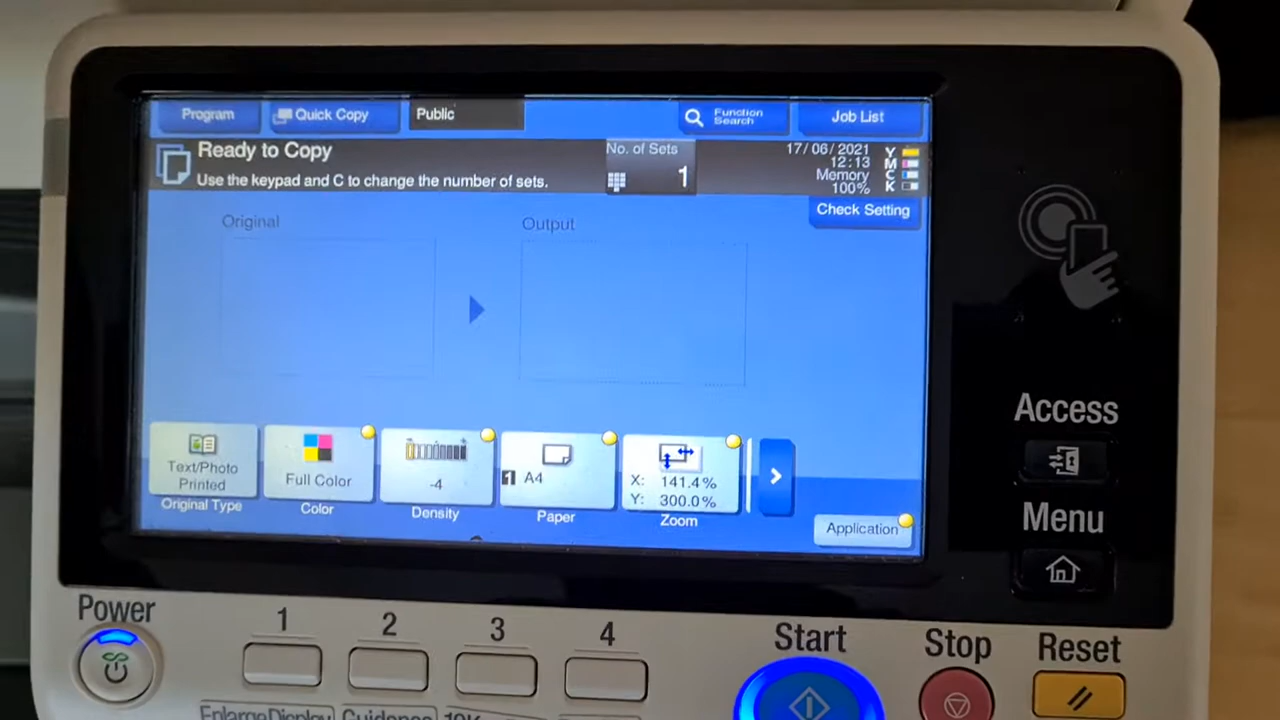 Program
Quick Copy
Public
Function
Search
Job List
Ready to Copy
Use the keypad and C to change the number of sets.
No. of Sets
1
17/06/2021
12:13
Memory
100%
Y
M
C
K
Check Setting
Original
Output
Text/Photo
Printed
Original Type
Full Color
Color
-4
Density
1 A4
Paper
X: 141.4%
Y: 300.0%
Zoom
Application
Access
Menu
Power
1
2
3
4
Start
Stop
Reset
Enlarge Display
Guidance